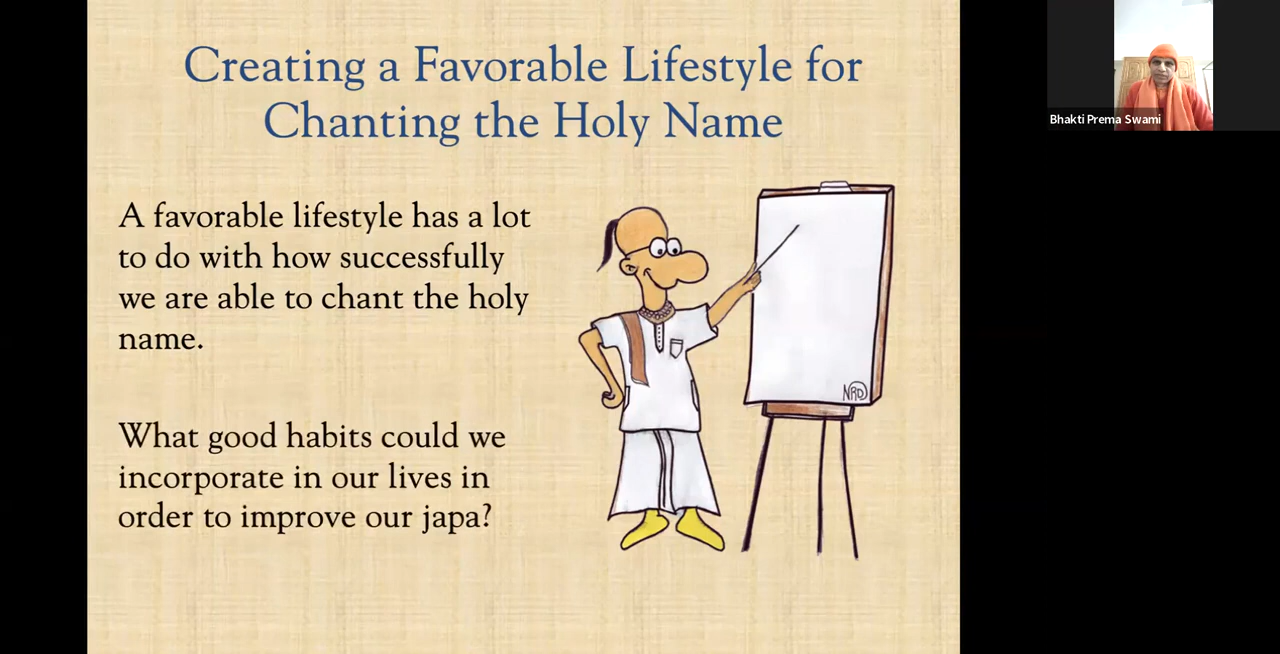 Creating a Favorable Lifestyle for
Chanting the Holy Name
A favorable lifestyle has a lot
to do with how successfully
we are able to chant the holy
name.
What good habits could we
incorporate in our lives in
order to improve our japa?
NRD
Bhakti Prema Swami